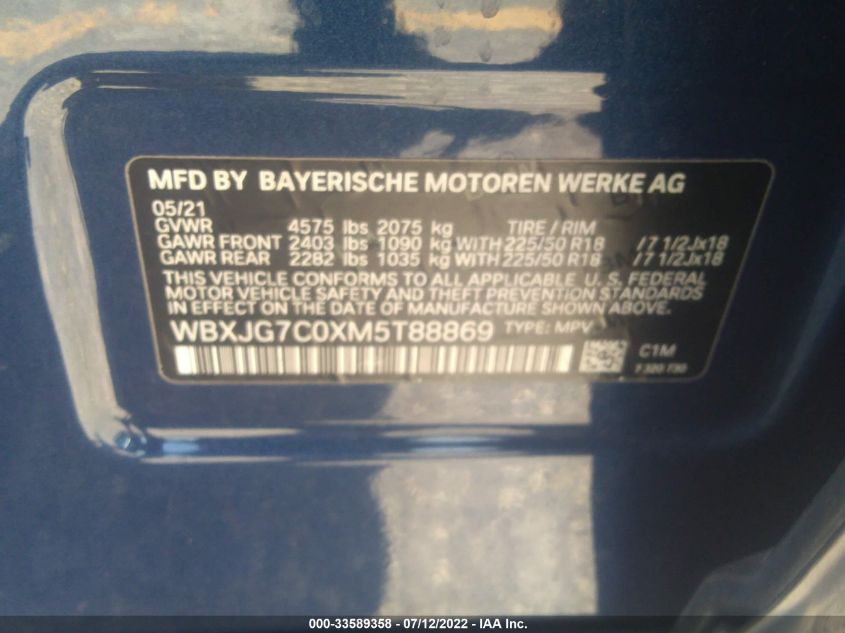 MFD BY BAYERISCHE MOTOREN WERKE AG
05/21
GVWR 4575 lbs 2075 kg TIRE / RIM
GAWR FRONT 2403 lbs 1090 kg WITH 225/50 R18 /7 1/2Jx18
GAWR REAR 2282 lbs 1035 kg WITH 225/50 R18 /7 1/2Jx18
THIS VEHICLE CONFORMS TO ALL APPLICABLE U. S. FEDERAL
MOTOR VEHICLE SAFETY AND THEFT PREVENTION STANDARDS
IN EFFECT ON THE DATE OF MANUFACTURE SHOWN ABOVE.
WBXJG7C0XM5T88869 TYPE: MPV
C1M
000-33589358 - 07/12/2022 - IAA Inc.